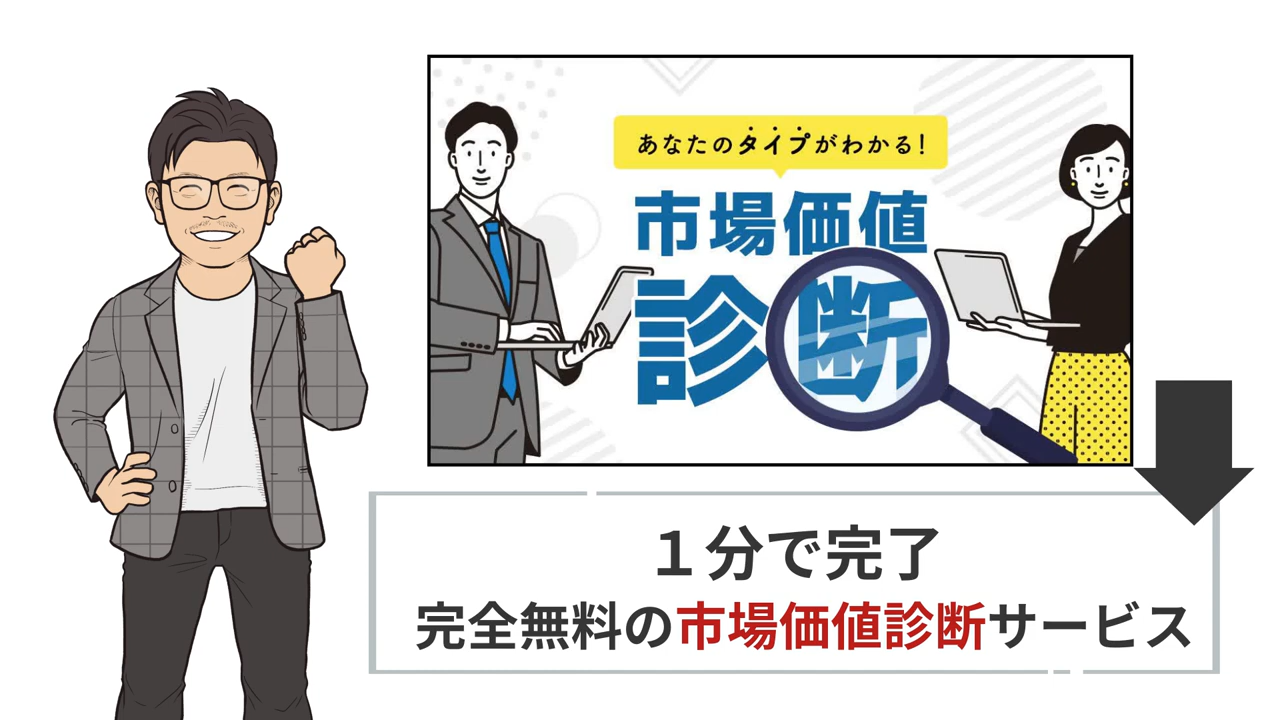 あなたのタイプがわかる！
市場価値
診断
１分で完了
完全無料の市場価値診断サービス